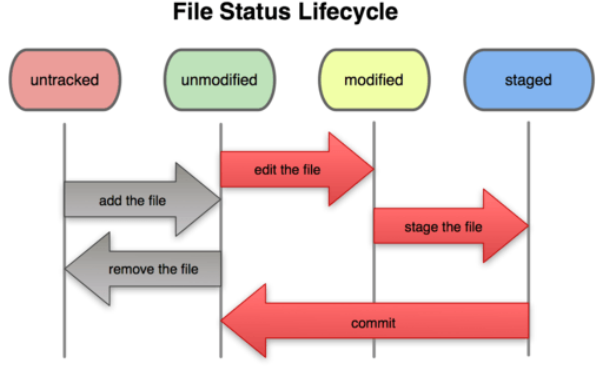 File Status Lifecycle
untracked
unmodified
modified
staged
edit the file
add the file
stage the file
remove the file
commit